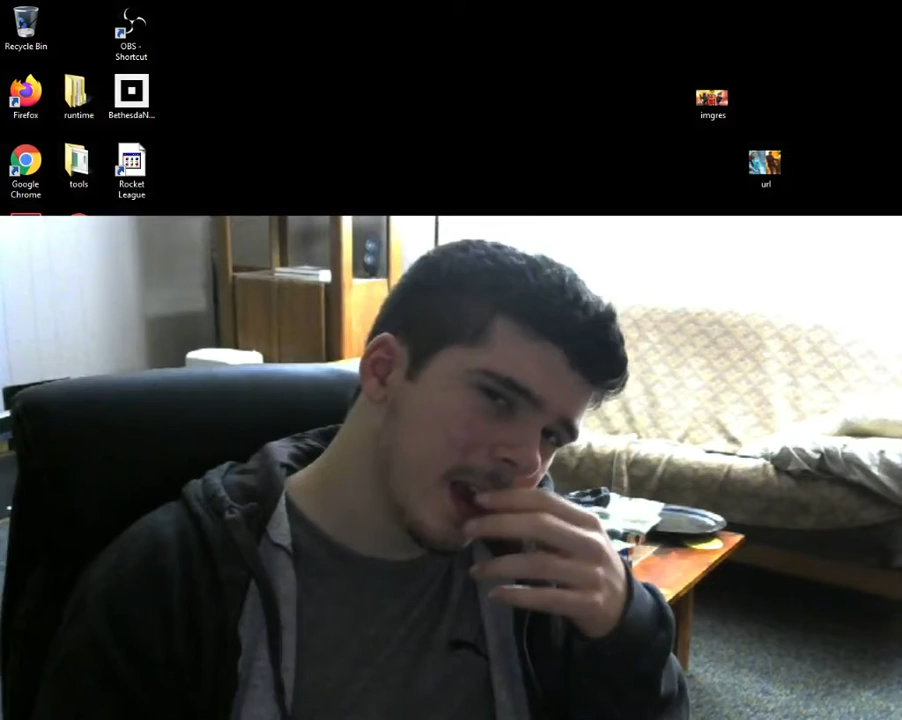 Recycle Bin
OBS -
Shortcut
Firefox
runtime
BethesdaN...
imgres
Google
Chrome
tools
Rocket
League
url